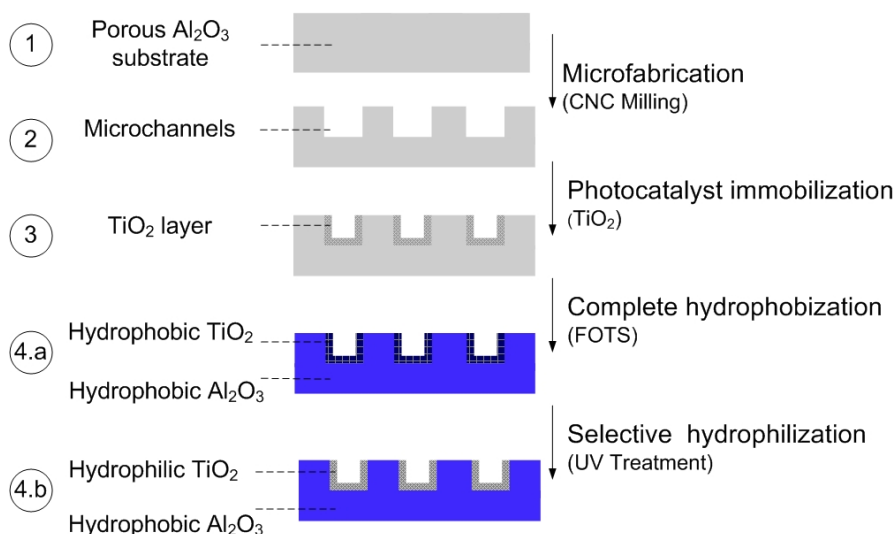 1
Porous Al₂O₃
substrate
Microfabrication
(CNC Milling)
2
Microchannels
Photocatalyst immobilization
(TiO₂)
3
TiO₂ layer
Complete hydrophobization
(FOTS)
4.a
Hydrophobic TiO₂
Hydrophobic Al₂O₃
Selective hydrophilization
(UV Treatment)
4.b
Hydrophilic TiO₂
Hydrophobic Al₂O₃